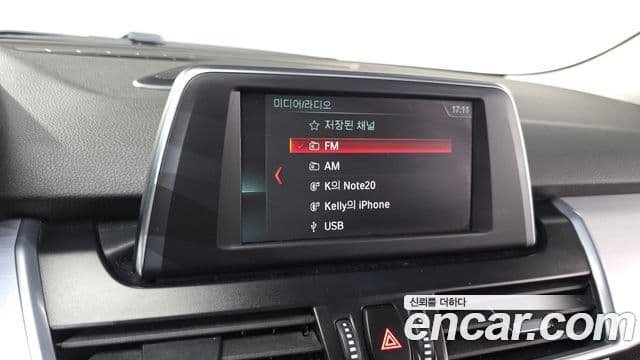 미디어/라디오
17:11
저장된 채널
FM
AM
K의 Note20
Kelly의 iPhone
USB
신뢰를 더하다
encar.com